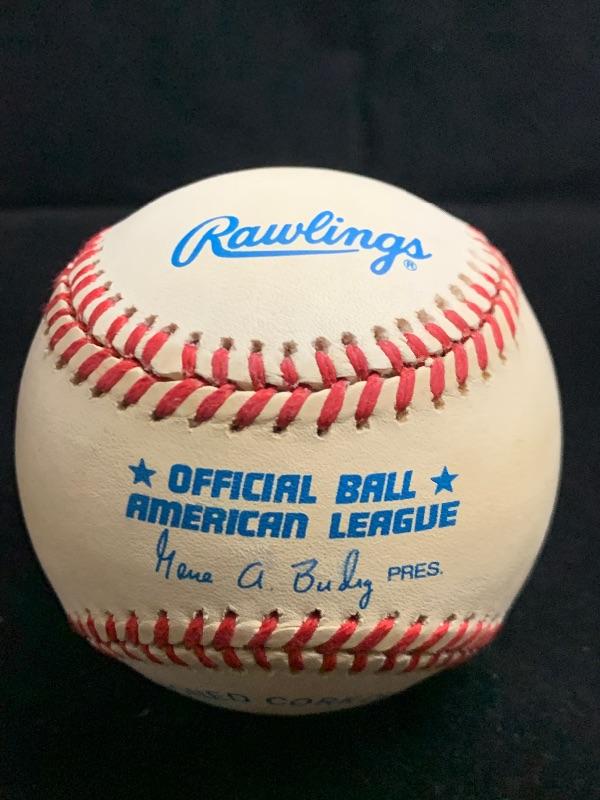 Rawlings®
★ OFFICIAL BALL ★
AMERICAN LEAGUE
Gene A. Budig PRES.